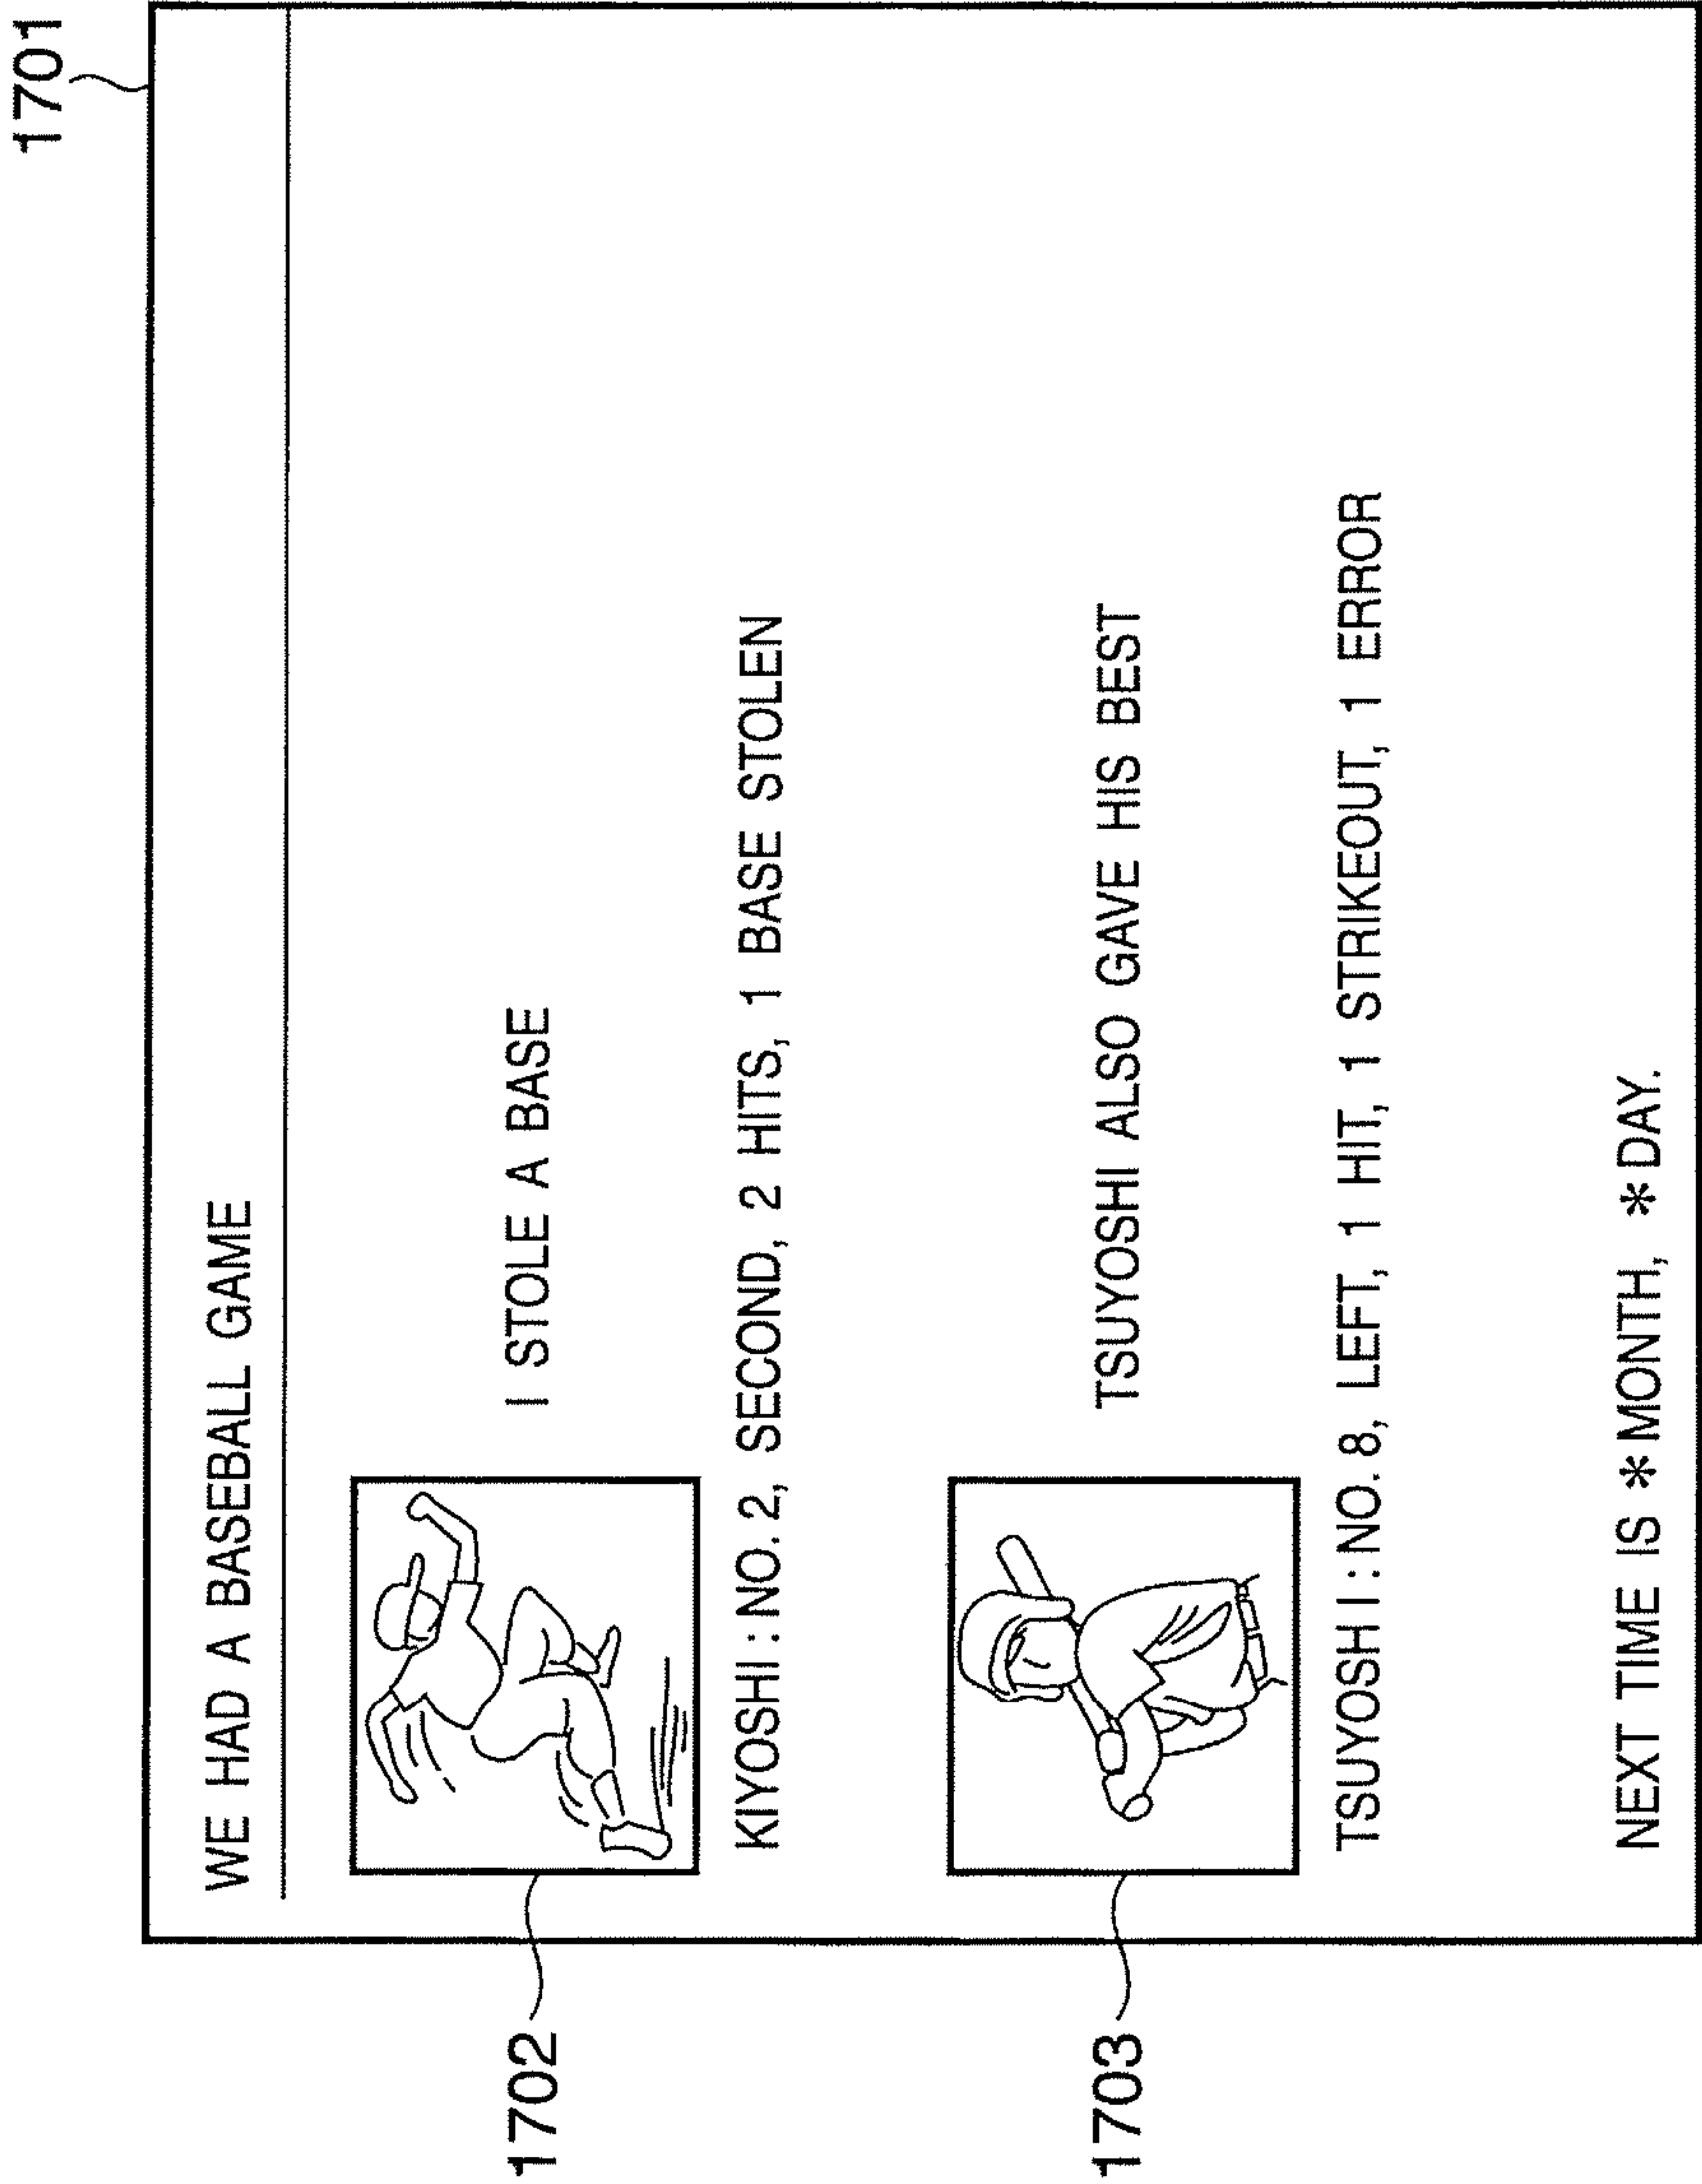 1701
WE HAD A BASEBALL GAME
1702
I STOLE A BASE
KIYOSHI:NO.2, SECOND, 2 HITS, 1 BASE STOLEN
1703
TSUYOSHI ALSO GAVE HIS BEST
TSUYOSHI:NO.8, LEFT, 1 HIT, 1 STRIKEOUT, 1 ERROR
NEXT TIME IS *MONTH, *DAY.